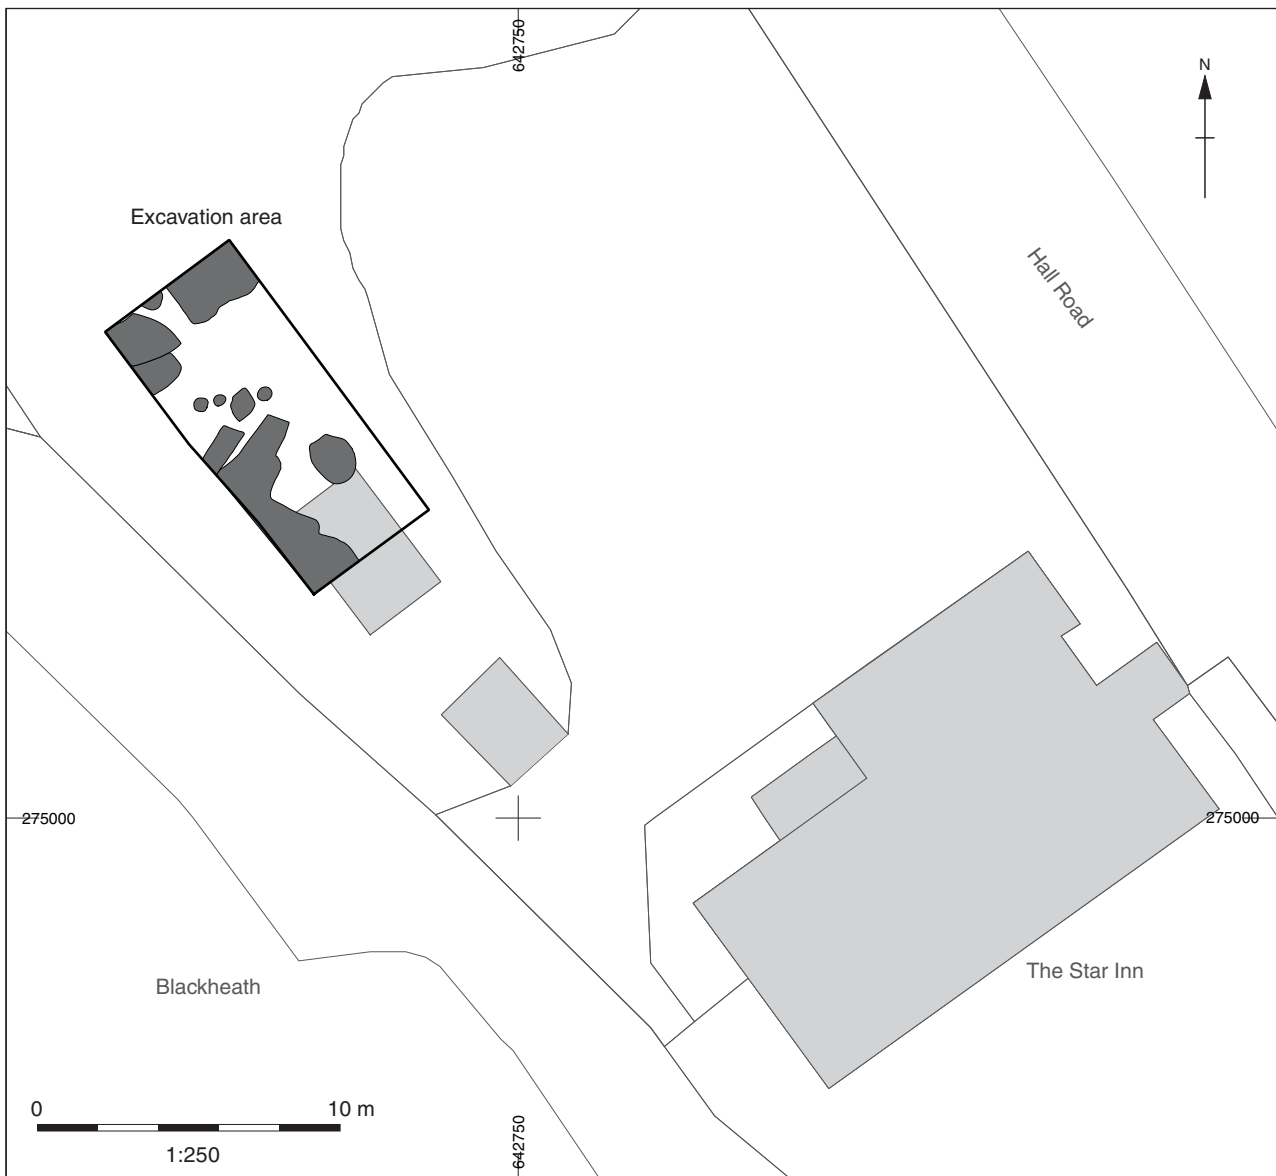 642750
N
Excavation area
Hall Road
275000
275000
Blackheath
The Star Inn
0 10 m
1:250
642750